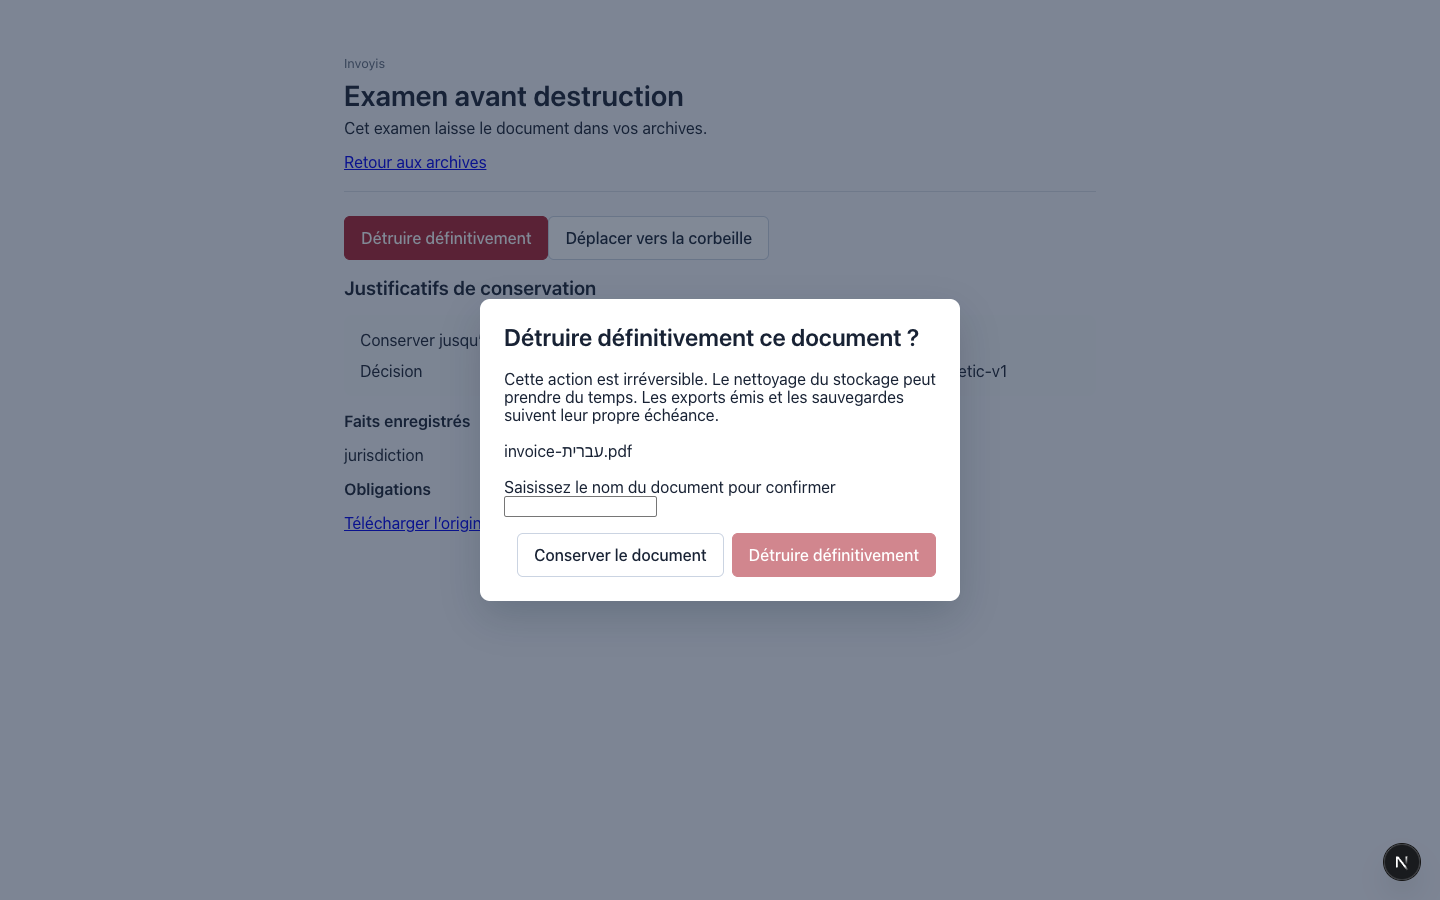 Invoyis
Examen avant destruction
Cet examen laisse le document dans vos archives.
Retour aux archives
Détruire définitivement
Déplacer vers la corbeille
Justificatifs de conservation
Conserver
Décision
etic-v1
Faits enregistrés
jurisdiction
Obligations
Télécharger
Détruire définitivement ce document ?
Cette action est irréversible. Le nettoyage du stockage peut
prendre du temps. Les exports émis et les sauvegardes
suivent leur propre échéance.
invoice-עברית.pdf
Saisissez le nom du document pour confirmer
Conserver le document
Détruire définitivement
N